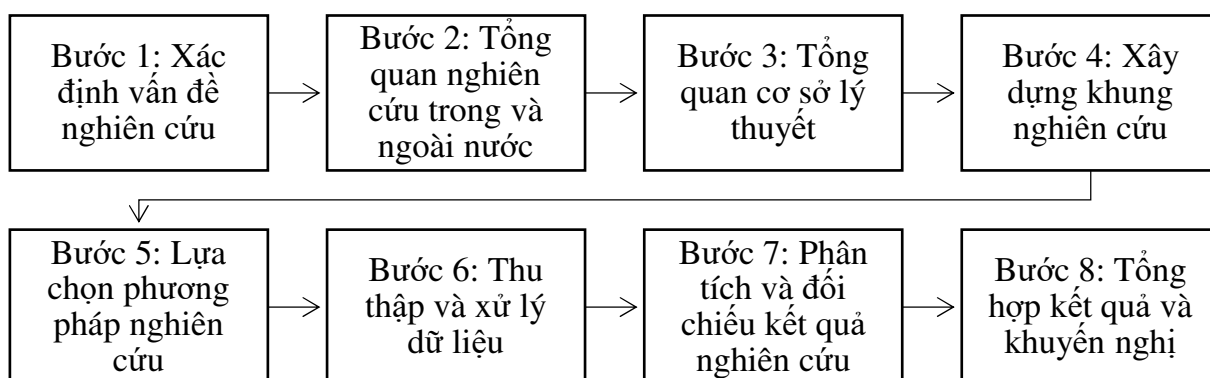 Bước 1: Xác
định vấn đề
nghiên cứu
Bước 2: Tổng
quan nghiên
cứu trong và
ngoài nước
Bước 3: Tổng
quan cơ sở lý
thuyết
Bước 4: Xây
dựng khung
nghiên cứu
Bước 5: Lựa
chọn phương
pháp nghiên
cứu
Bước 6: Thu
thập và xử lý
dữ liệu
Bước 7: Phân
tích và đối
chiếu kết quả
nghiên cứu
Bước 8: Tổng
hợp kết quả và
khuyến nghị